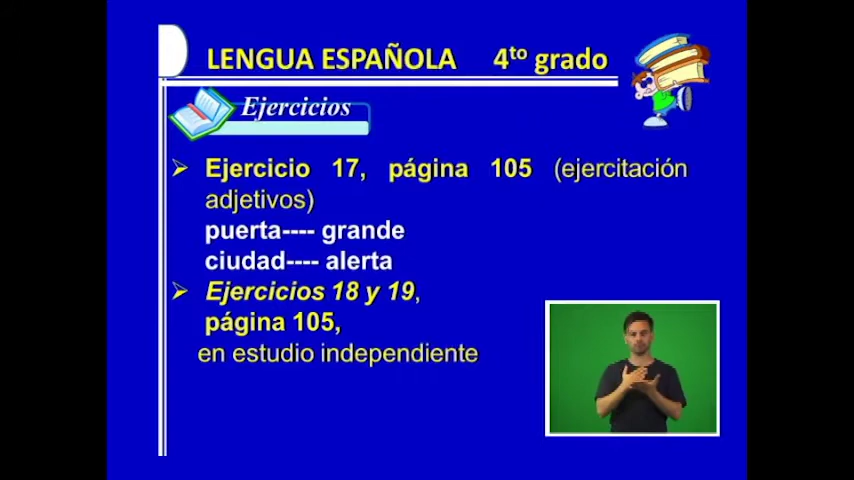 LENGUA ESPAÑOLA 4to grado
Ejercicios
Ejercicio 17, página 105 (ejercitación
adjetivos)
puerta---- grande
ciudad---- alerta
Ejercicios 18 y 19,
página 105,
en estudio independiente